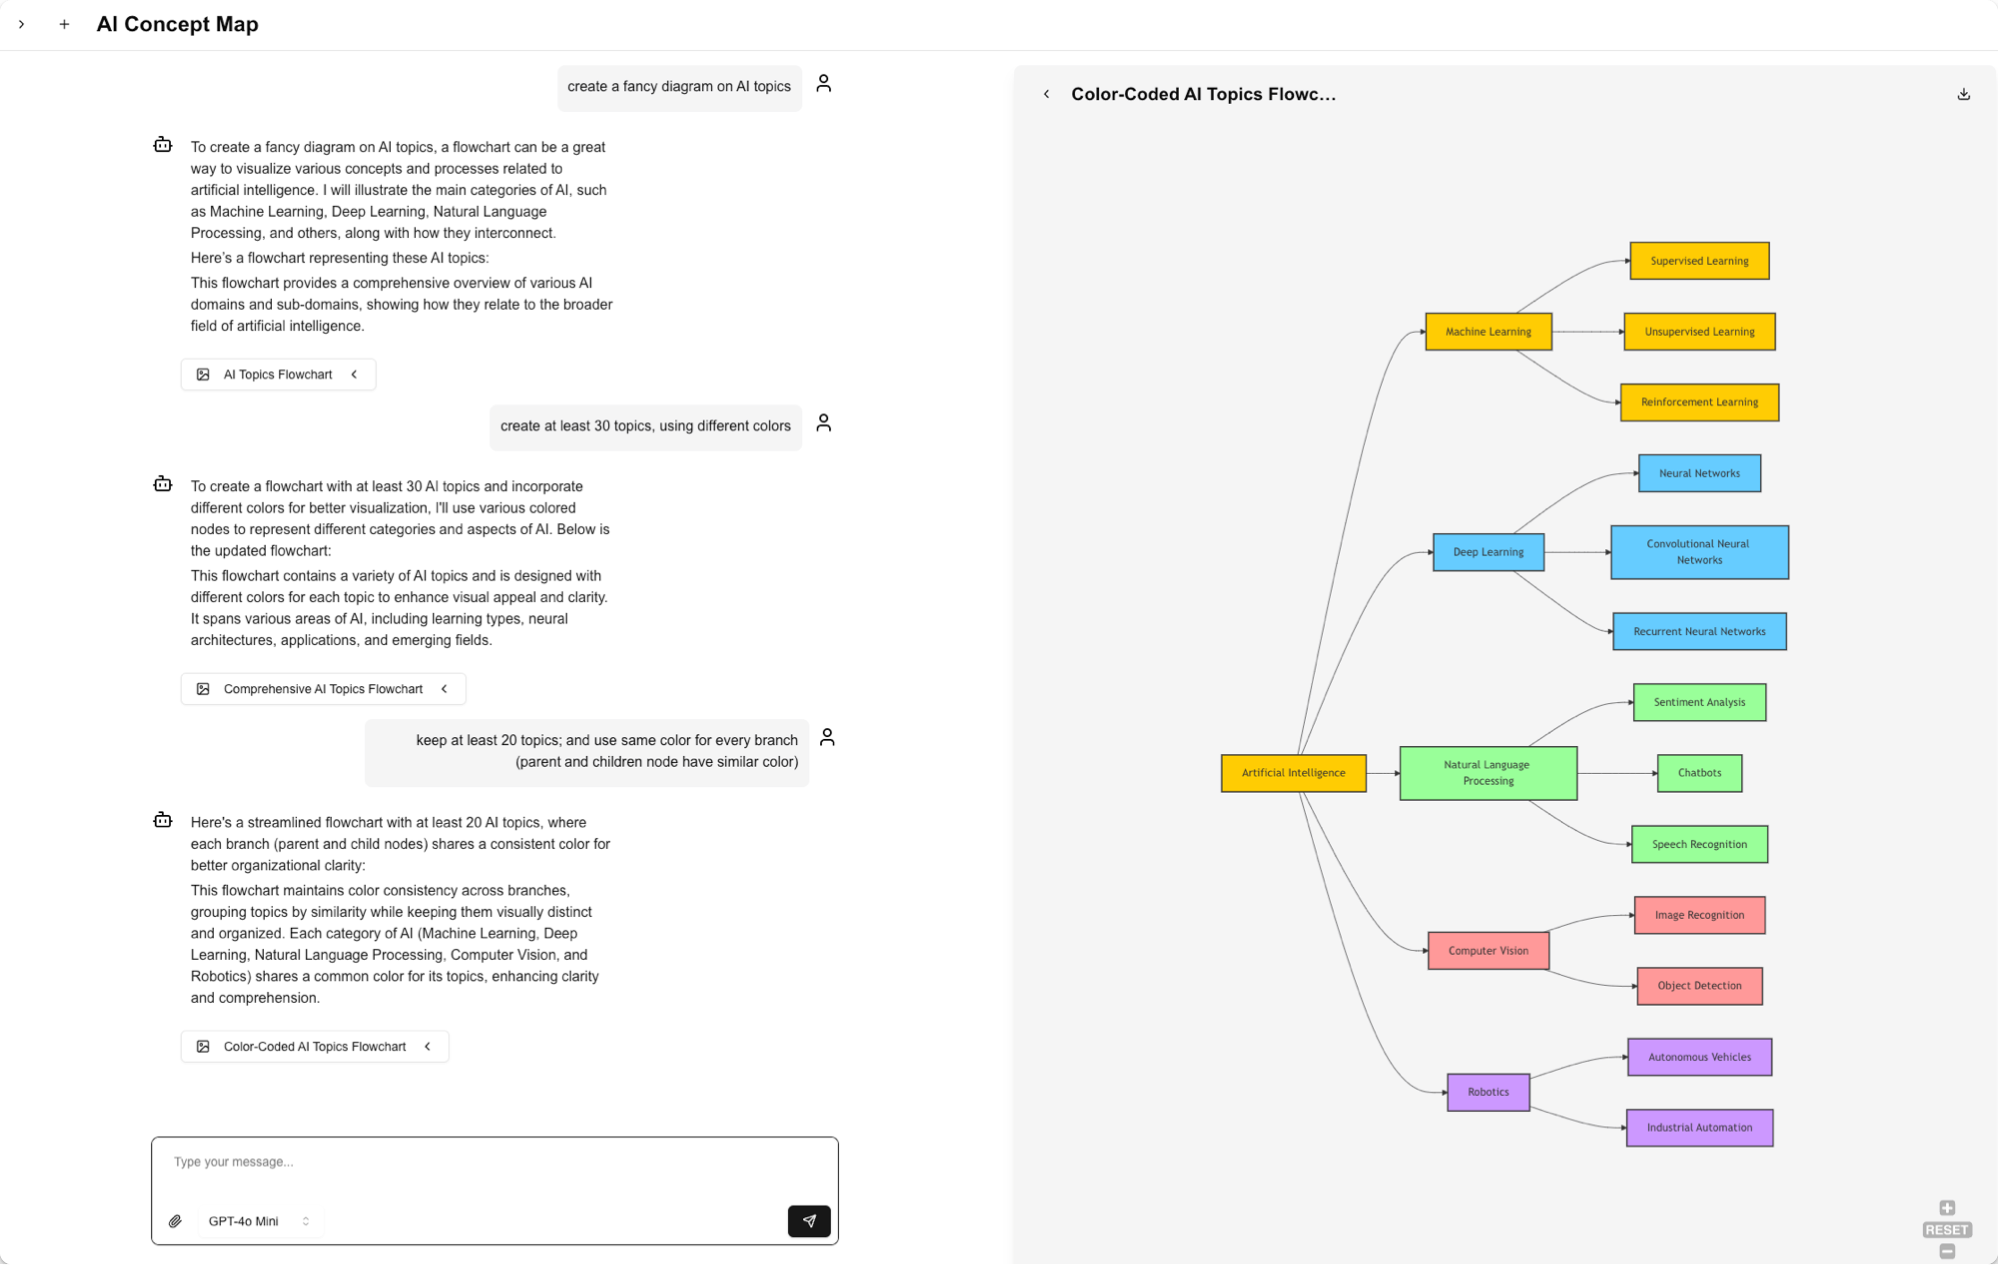 AI Concept Map
create a fancy diagram on AI topics
To create a fancy diagram on AI topics, a flowchart can be a great
way to visualize various concepts and processes related to
artificial intelligence. I will illustrate the main categories of AI, such
as Machine Learning, Deep Learning, Natural Language
Processing, and others, along with how they interconnect.
Here's a flowchart representing these AI topics:
This flowchart provides a comprehensive overview of various AI
domains and sub-domains, showing how they relate to the broader
field of artificial intelligence.
AI Topics Flowchart
create at least 30 topics, using different colors
To create a flowchart with at least 30 AI topics and incorporate
different colors for better visualization, I'll use various colored
nodes to represent different categories and aspects of AI. Below is
the updated flowchart:
This flowchart contains a variety of AI topics and is designed with
different colors for each topic to enhance visual appeal and clarity.
It spans various areas of AI, including learning types, neural
architectures, applications, and emerging fields.
Comprehensive AI Topics Flowchart
keep at least 20 topics; and use same color for every branch
(parent and children node have similar color)
Here's a streamlined flowchart with at least 20 AI topics, where
each branch (parent and child nodes) shares a consistent color for
better organizational clarity:
This flowchart maintains color consistency across branches,
grouping topics by similarity while keeping them visually distinct
and organized. Each category of AI (Machine Learning, Deep
Learning, Natural Language Processing, Computer Vision, and
Robotics) shares a common color for its topics, enhancing clarity
and comprehension.
Color-Coded AI Topics Flowchart
Type your message...
GPT-4o Mini
Color-Coded AI Topics Flowc...
Artificial Intelligence
Machine Learning
Supervised Learning
Unsupervised Learning
Reinforcement Learning
Deep Learning
Neural Networks
Convolutional Neural
Networks
Recurrent Neural Networks
Natural Language
Processing
Sentiment Analysis
Chatbots
Speech Recognition
Computer Vision
Image Recognition
Object Detection
Robotics
Autonomous Vehicles
Industrial Automation
RESET